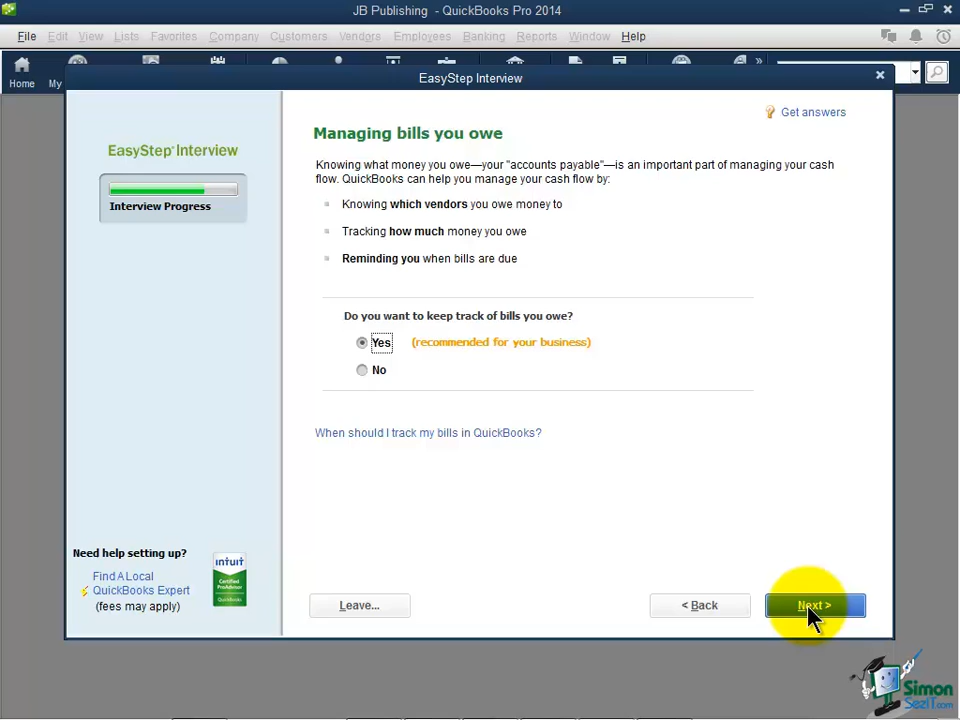 JB Publishing - QuickBooks Pro 2014
File Edit View Lists Favorites Company Customers Vendors Employees Banking Reports Window Help
Home My
EasyStep Interview
Get answers
EasyStep Interview
Interview Progress
Managing bills you owe
Knowing what money you owe—your "accounts payable"—is an important part of managing your cash
flow. QuickBooks can help you manage your cash flow by:
Knowing which vendors you owe money to
Tracking how much money you owe
Reminding you when bills are due
Do you want to keep track of bills you owe?
Yes (recommended for your business)
No
When should I track my bills in QuickBooks?
Need help setting up?
Find A Local
QuickBooks Expert
(fees may apply)
intuit
Certified
ProAdvisor
QuickBooks
Leave...
< Back
Next >
Simon
SezIT.com